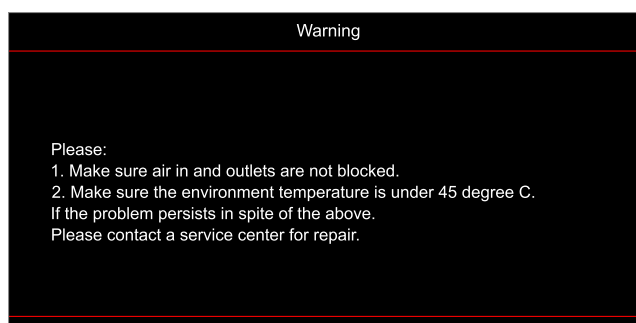 Warning
Please:
1. Make sure air in and outlets are not blocked.
2. Make sure the environment temperature is under 45 degree C.
If the problem persists in spite of the above.
Please contact a service center for repair.